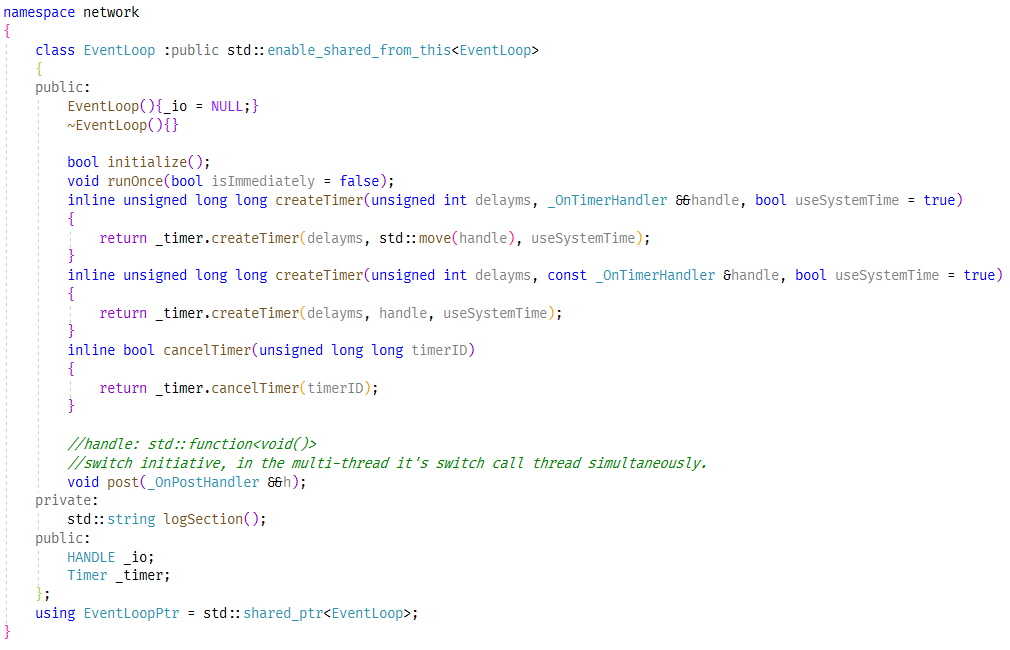 namespace network
{
    class EventLoop :public std::enable_shared_from_this<EventLoop>
    {
    public:
        EventLoop(){_io = NULL;}
        ~EventLoop(){}

        bool initialize();
        void runOnce(bool isImmediately = false);
        inline unsigned long long createTimer(unsigned int delayms, _OnTimerHandler &&handle, bool useSystemTime = true)
        {
            return _timer.createTimer(delayms, std::move(handle), useSystemTime);
        }
        inline unsigned long long createTimer(unsigned int delayms, const _OnTimerHandler &handle, bool useSystemTime = true)
        {
            return _timer.createTimer(delayms, handle, useSystemTime);
        }
        inline bool cancelTimer(unsigned long long timerID)
        {
            return _timer.cancelTimer(timerID);
        }

        //handle: std::function<void()>
        //switch initiative, in the multi-thread it's switch call thread simultaneously.
        void post(_OnPostHandler &&h);
    private:
        std::string logSection();
    public:
        HANDLE _io;
        Timer _timer;
    };
    using EventLoopPtr = std::shared_ptr<EventLoop>;
}